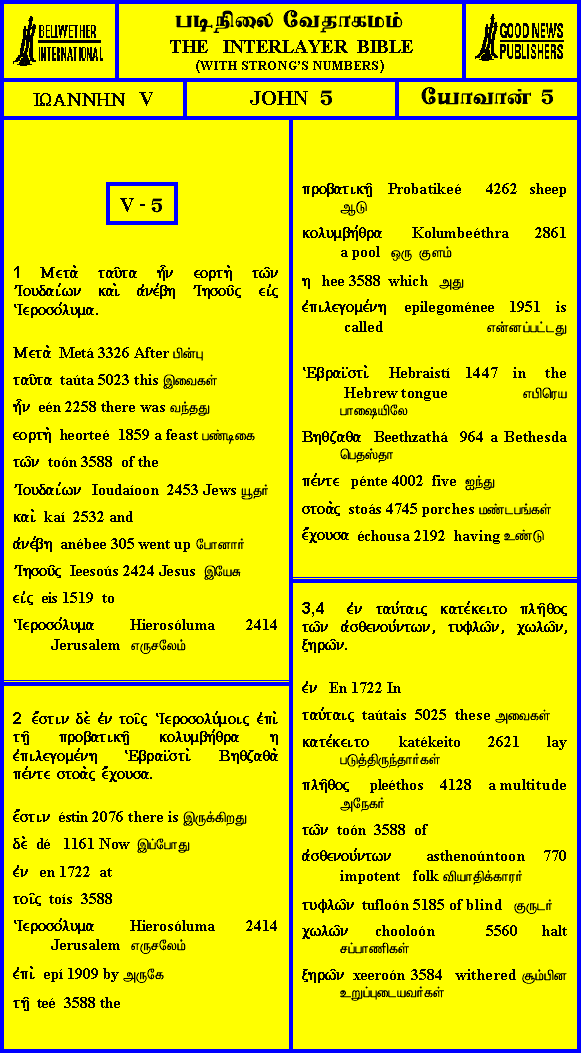 BELLWETHER
INTERNATIONAL
படிநிலை வேதாகமம்
THE INTERLAYER BIBLE
(WITH STRONG'S NUMBERS)
GOOD NEWS
PUBLISHERS
ΙΩΑΝΝΗΝ V
JOHN 5
யோவான் 5
V - 5
1 Μετὰ ταῦτα ἦν εορτὴ τῶν
Ἰουδαίων καὶ ἀνέβη Ἰησοῦς εἰς
Ἱεροσόλυμα.
Μετὰ Metá 3326 After பின்பு
ταῦτα taúta 5023 this இவைகள்
ἦν eén 2258 there was வந்தது
εορτὴ heorteé 1859 a feast பண்டிகை
τῶν toón 3588 of the
Ἰουδαίων Ioudaíoon 2453 Jews யூதர்
καὶ kaí 2532 and
ἀνέβη anébee 305 went up போனார்
Ἰησοῦς Ieesoús 2424 Jesus இயேசு
εἰς eis 1519 to
Ἱεροσόλυμα Hierosóluma 2414
Jerusalem எருசலேம்
2 ἔστιν δὲ ἐν τοῖς Ἱεροσολύμοις ἐπὶ
τῇ προβατικῇ κολυμβήθρα η
ἐπιλεγομένη Ἑβραϊστὶ Βηθζαθὰ
πέντε στοὰς ἔχουσα.
ἔστιν éstin 2076 there is இருக்கிறது
δὲ dé 1161 Now இப்போது
ἐν en 1722 at
τοῖς toís 3588
Ἱεροσόλυμα Hierosóluma 2414
Jerusalem எருசலேம்
ἐπὶ epí 1909 by அருகே
τῇ teé 3588 the
προβατικῇ Probatikeé 4262 sheep
ஆடு
κολυμβήθρα Kolumbeéthra 2861
a pool ஒரு குளம்
η hee 3588 which அது
ἐπιλεγομένη epilegoménee 1951 is
called என்னப்பட்டது
Ἑβραϊστὶ Hebraistí 1447 in the
Hebrew tongue எபிரெய
பாஷையிலே
Βηθζαθα Beethzathá 964 a Bethesda
பெதஸ்தா
πέντε pénte 4002 five ஐந்து
στοὰς stoás 4745 porches மண்டபங்கள்
ἔχουσα échousa 2192 having உண்டு
3,4 ἐν ταύταις κατέκειτο πλῆθος
τῶν ἀσθενούντων, τυφλῶν, χωλῶν,
ξηρῶν.
ἐν En 1722 In
ταύταις taútais 5025 these அவைகள்
κατέκειτο katékeito 2621 lay
படுத்திருந்தார்கள்
πλῆθος pleéthos 4128 a multitude
அநேகர்
τῶν toón 3588 of
ἀσθενούντων asthenoúntoon 770
impotent folk வியாதிக்காரர்
τυφλῶν tufloón 5185 of blind குருடர்
χωλῶν chooloón 5560 halt
சப்பாணிகள்
ξηρῶν xeeroón 3584 withered சூம்பின
உறுப்புடையவர்கள்